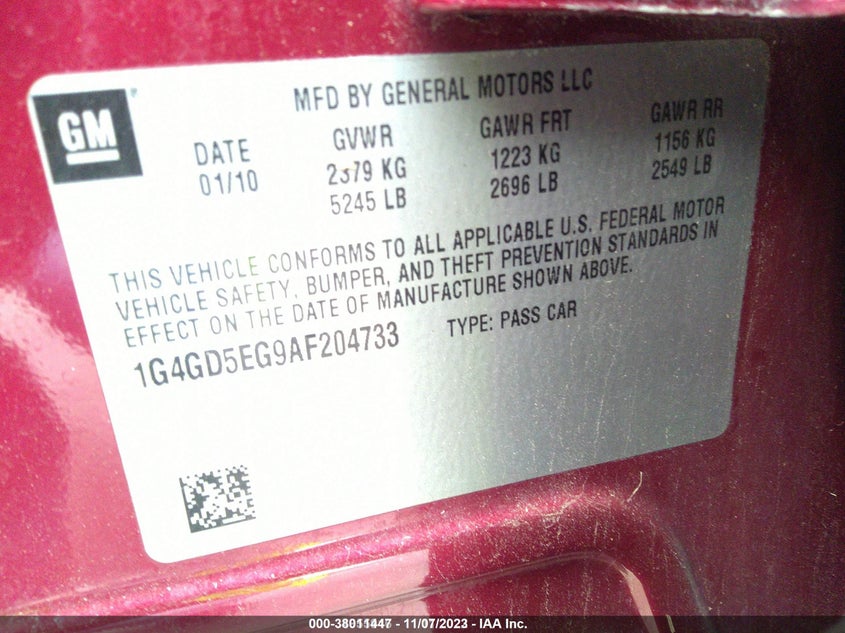 GM
MFD BY GENERAL MOTORS LLC
DATE GVWR GAWR FRT GAWR RR
01/10 2379 KG 1223 KG 1156 KG
5245 LB 2696 LB 2549 LB
THIS VEHICLE CONFORMS TO ALL APPLICABLE U.S. FEDERAL MOTOR
VEHICLE SAFETY, BUMPER, AND THEFT PREVENTION STANDARDS IN
EFFECT ON THE DATE OF MANUFACTURE SHOWN ABOVE.
1G4GD5EG9AF204733 TYPE: PASS CAR
000-38011447 - 11/07/2023 - IAA Inc.